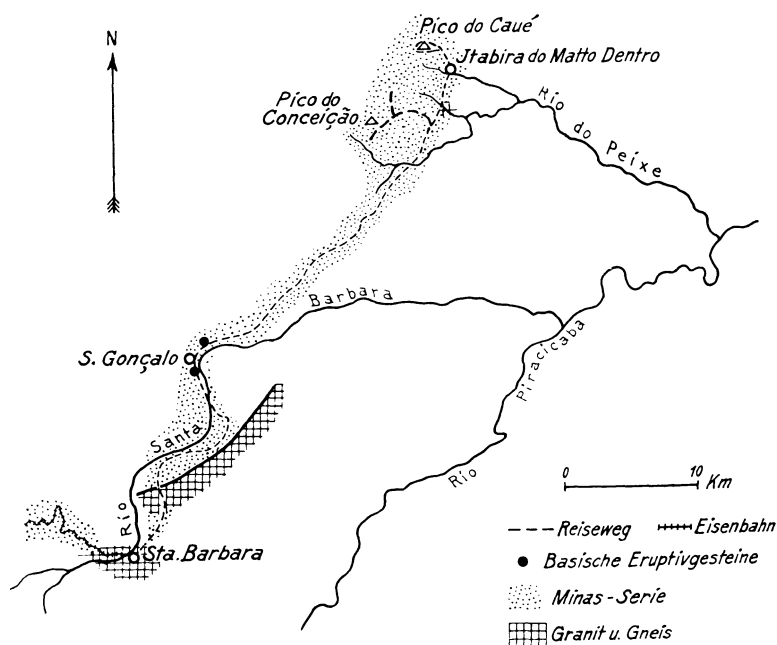 N
Pico do Caué
Jtabira do Matto Dentro
Pico do
Conceição
Rio do Peixe
Barbara
S. Gonçalo
Piracicaba
Santa
Rio
Rio
Sta. Barbara
0 10 Km
Reiseweg Eisenbahn
Basische Eruptivgesteine
Minas-Serie
Granit u. Gneis